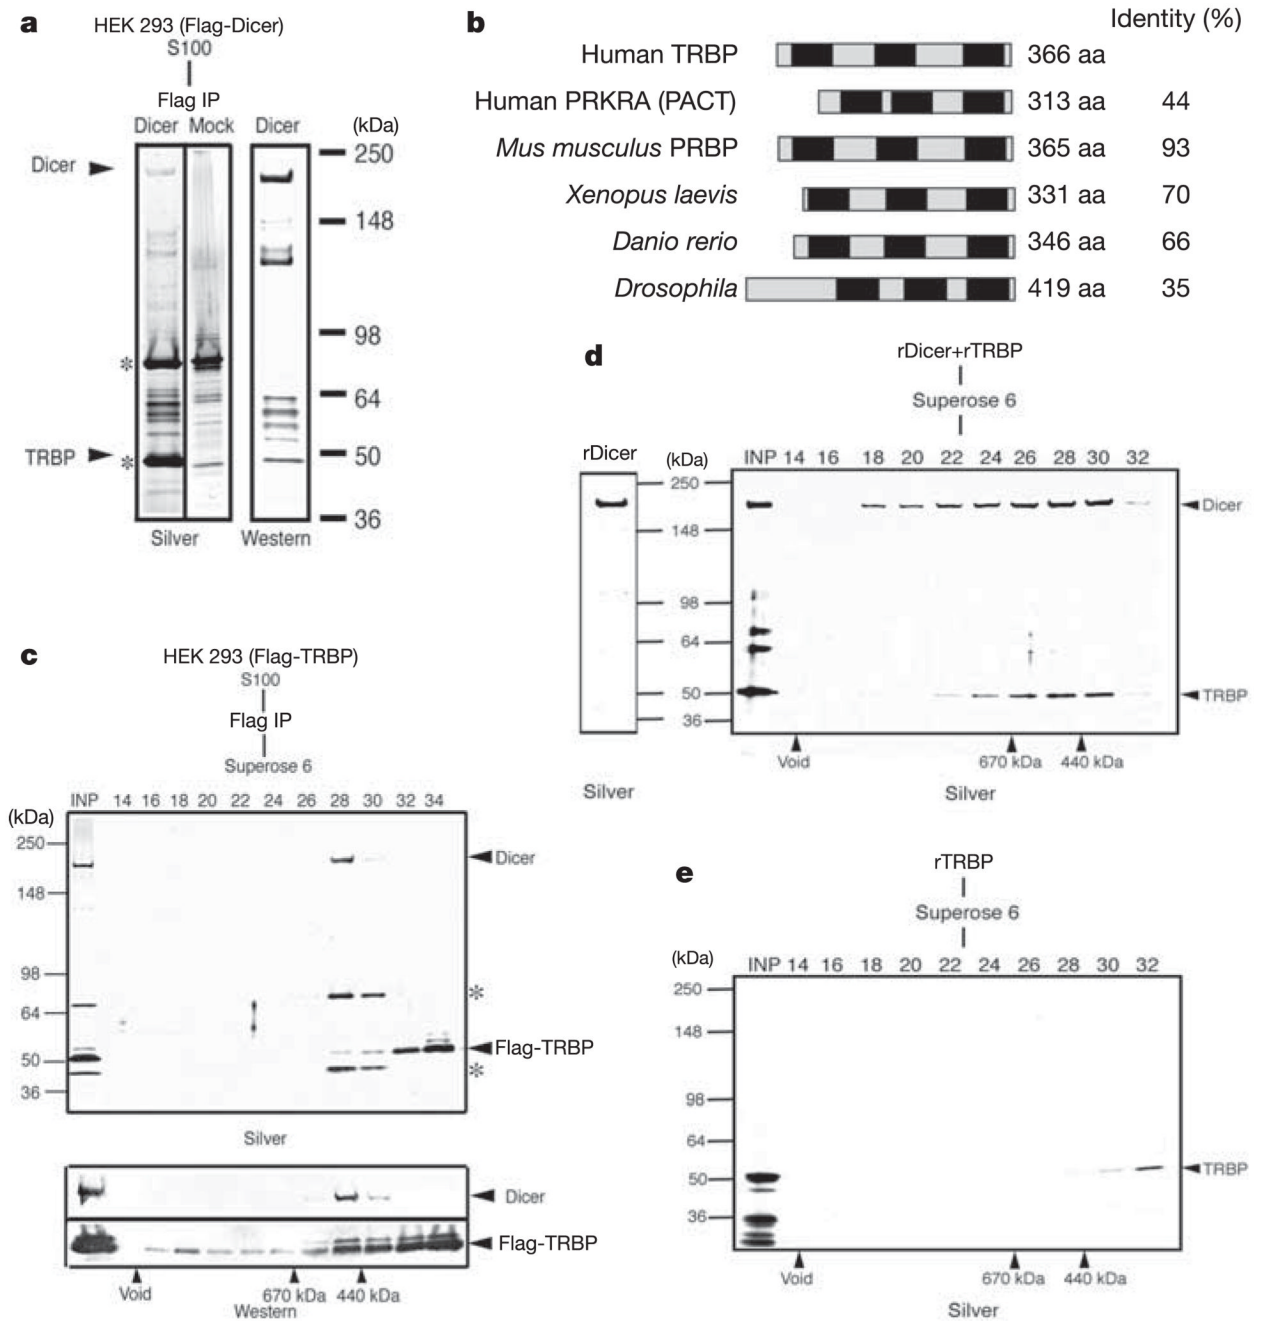 a
HEK 293 (Flag-Dicer)
S100
Flag IP
Dicer Mock Dicer (kDa)
Dicer
250
148
98
*
64
TRBP
*
50
36
Silver Western
b
Identity (%)
Human TRBP 366 aa
Human PRKRA (PACT) 313 aa 44
Mus musculus PRBP 365 aa 93
Xenopus laevis 331 aa 70
Danio rerio 346 aa 66
Drosophila 419 aa 35
c
HEK 293 (Flag-TRBP)
S100
Flag IP
Superose 6
INP 14 16 18 20 22 24 26 28 30 32 34
(kDa)
250
Dicer
148
98
*
64
Flag-TRBP
50
*
36
Silver
Dicer
Flag-TRBP
Void 670 kDa 440 kDa
Western
d
rDicer+rTRBP
Superose 6
rDicer (kDa) INP 14 16 18 20 22 24 26 28 30 32
250
Dicer
148
98
64
50
TRBP
36
Void 670 kDa 440 kDa
Silver Silver
e
rTRBP
Superose 6
(kDa) INP 14 16 18 20 22 24 26 28 30 32
250
148
98
64
TRBP
50
36
Void 670 kDa 440 kDa
Silver